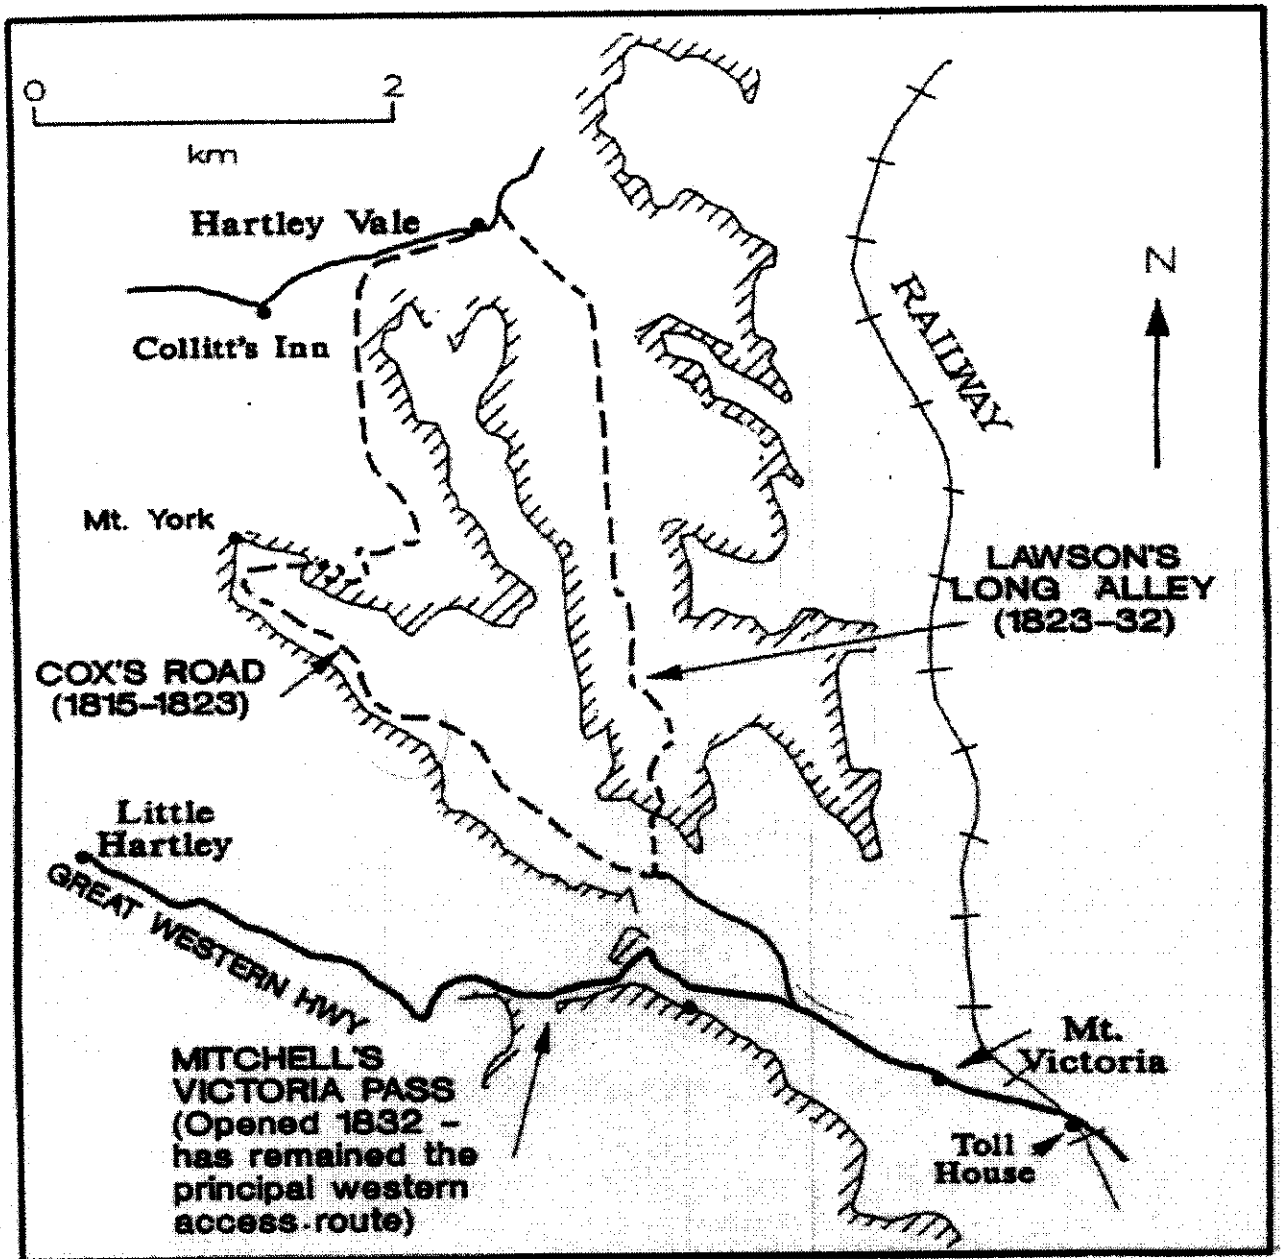 0 2
km
Hartley Vale
Collitt's Inn
N
RAILWAY
Mt. York
LAWSON'S
LONG ALLEY
(1823-32)
COX'S ROAD
(1815-1823)
Little
Hartley
GREAT WESTERN HWY
MITCHELL'S
VICTORIA PASS
(Opened 1832 -
has remained the
principal western
access route)
Mt.
Victoria
Toll
House